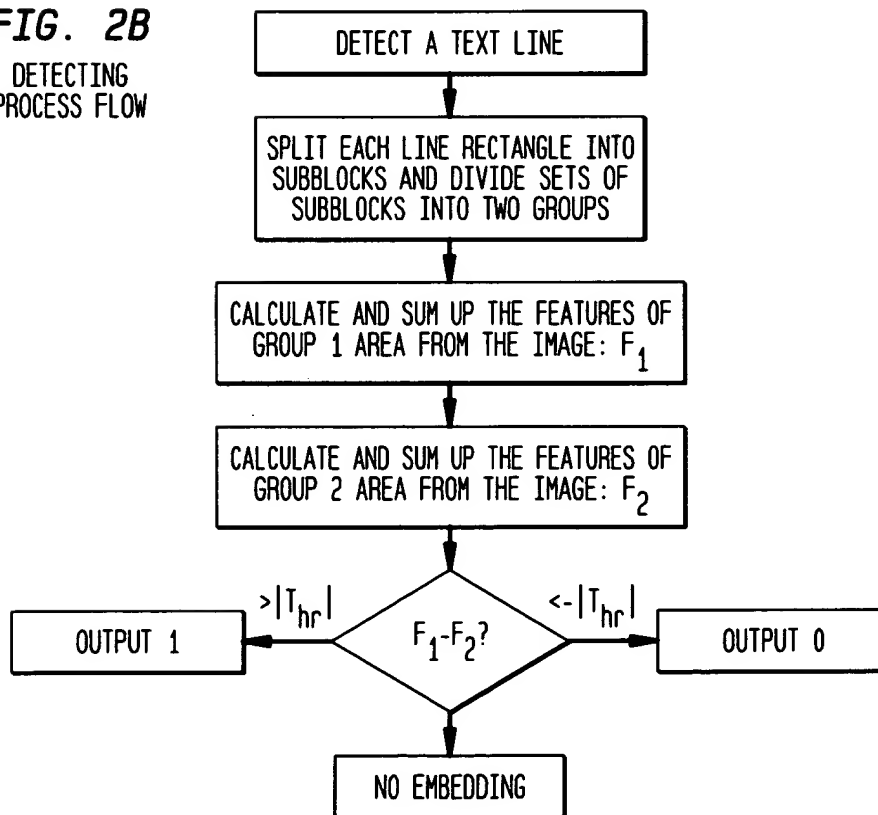 FIG. 2B
DETECTING
PROCESS FLOW
DETECT A TEXT LINE
SPLIT EACH LINE RECTANGLE INTO
SUBBLOCKS AND DIVIDE SETS OF
SUBBLOCKS INTO TWO GROUPS
CALCULATE AND SUM UP THE FEATURES OF
GROUP 1 AREA FROM THE IMAGE: F1
CALCULATE AND SUM UP THE FEATURES OF
GROUP 2 AREA FROM THE IMAGE: F2
>|Thr|
<-|Thr|
OUTPUT 1
F1-F2?
OUTPUT 0
NO EMBEDDING